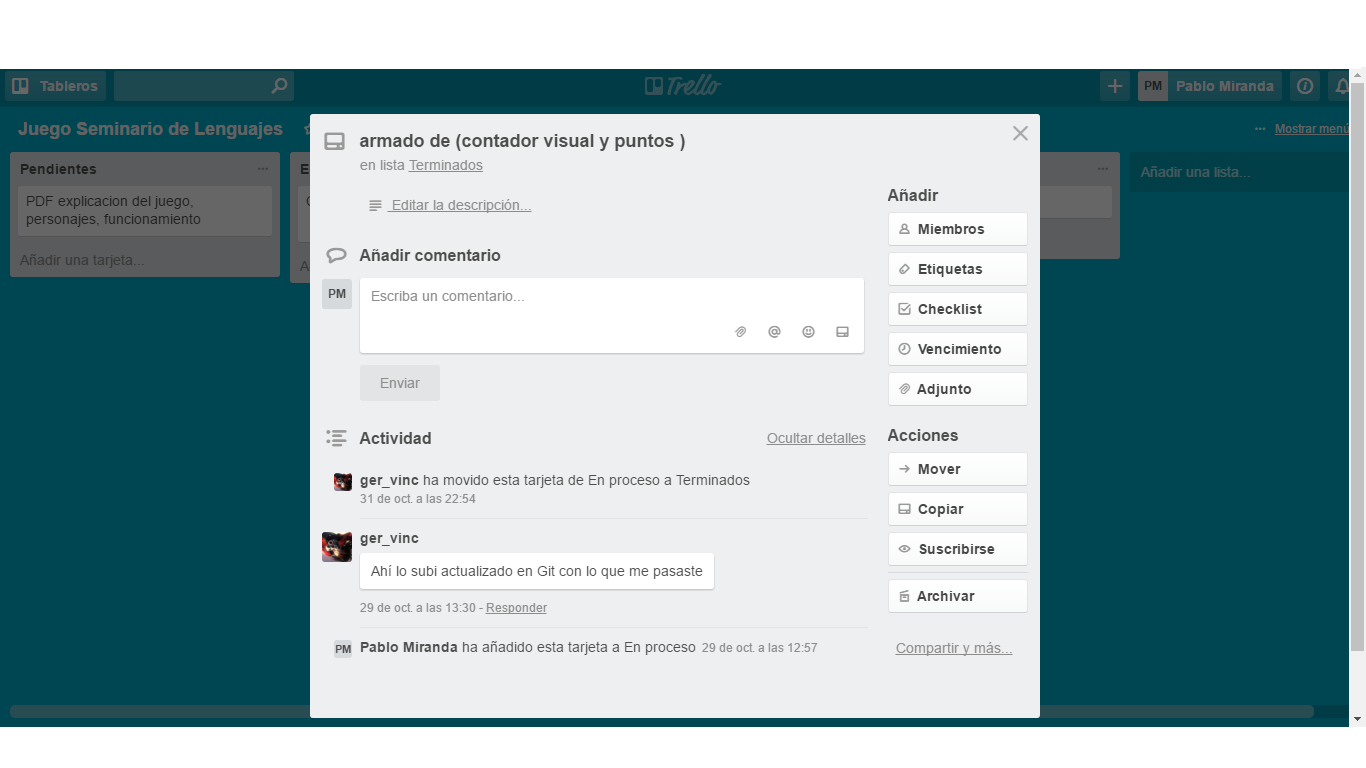 Tableros
Trello
PM Pablo Miranda
Juego Seminario de Lenguajes
... Mostrar menú
Pendientes ...
PDF explicacion del juego,
personajes, funcionamiento
Añadir una tarjeta...
E
...
Añadir una lista...
armado de (contador visual y puntos )
en lista Terminados
Editar la descripción...
Añadir comentario
PM
Escriba un comentario...
Enviar
Actividad
Ocultar detalles
ger_vinc ha movido esta tarjeta de En proceso a Terminados
31 de oct. a las 22:54
ger_vinc
Ahí lo subi actualizado en Git con lo que me pasaste
29 de oct. a las 13:30 - Responder
PM Pablo Miranda ha añadido esta tarjeta a En proceso 29 de oct. a las 12:57
Añadir
Miembros
Etiquetas
Checklist
Vencimiento
Adjunto
Acciones
Mover
Copiar
Suscribirse
Archivar
Compartir y más...